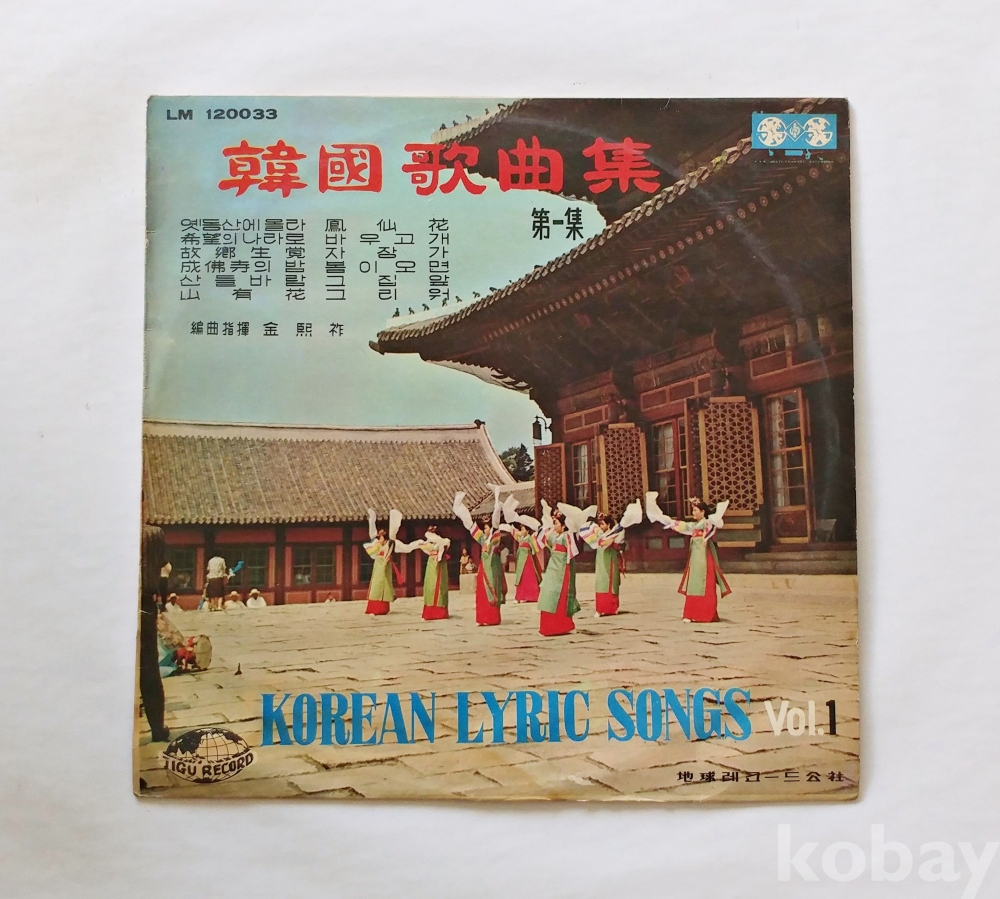 LM 120033
韓國歌曲集
第一集
옛동산에올라 鳳仙花
希望의나라로 바우고개
故鄕生覺 자장가
成佛寺의밤 봄이오면
산들바람 그집앞
山有花 그리워
編曲指揮 金熙祚
KOREAN LYRIC SONGS Vol.1
JIGU RECORD
地球레코ー드公社
kobay